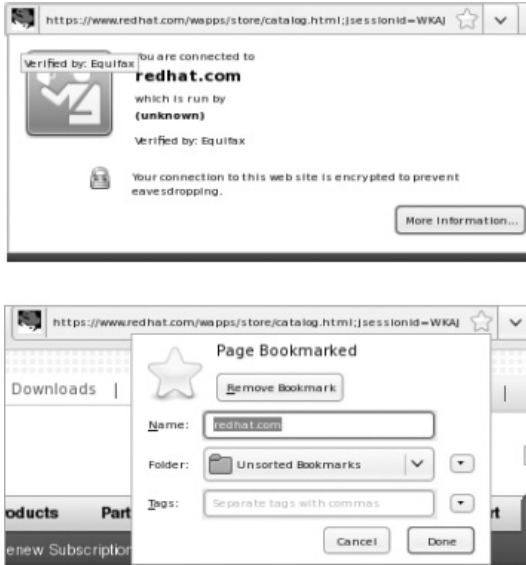 https://www.redhat.com/wapps/store/catalog.html;jsessionid=WKAJ
Verified by: Equifax
You are connected to
redhat.com
which is run by
(unknown)
Verified by: Equifax
Your connection to this web site is encrypted to prevent
eavesdropping.
More Information...
https://www.redhat.com/wapps/store/catalog.html;jsessionid=WKAJ
Page Bookmarked
Downloads |
Remove Bookmark
|
Name: redhat.com
Folder: Unsorted Bookmarks
Tags: Separate tags with commas
oducts Part rt
enew Subscription
Cancel Done